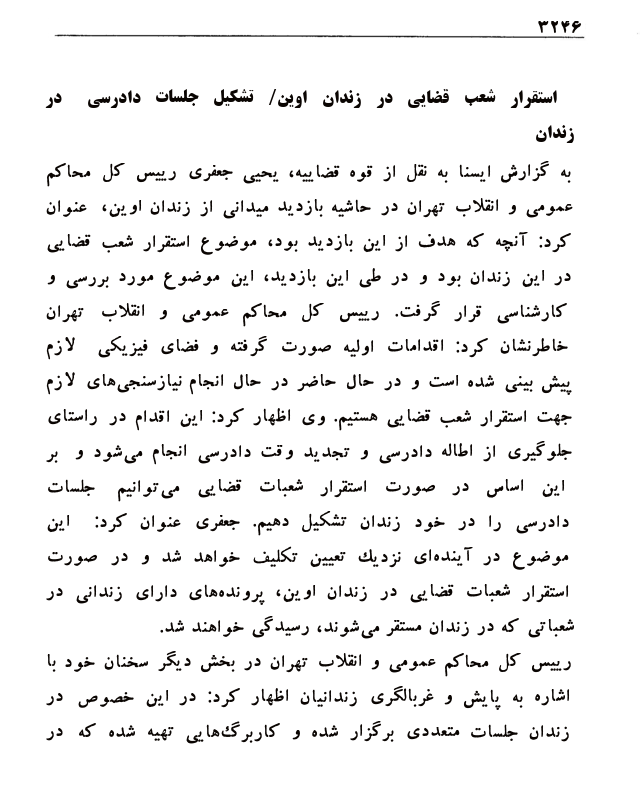 ۳۲۴۶
استقرار شعب قضایی در زندان اوین/ تشکیل جلسات دادرسی در
زندان
به گزارش ایسنا به نقل از قوه قضاییه، یحیی جعفری رییس کل محاکم
عمومی و انقلاب تهران در حاشیه بازدید میدانی از زندان اوین، عنوان
کرد: آنچه که هدف از این بازدید بود، موضوع استقرار شعب قضایی
در این زندان بود و در طی این بازدید، این موضوع مورد بررسی و
کارشناسی قرار گرفت. رییس کل محاکم عمومی و انقلاب تهران
خاطرنشان کرد: اقدامات اولیه صورت گرفته و فضای فیزیکی لازم
پیش بینی شده است و در حال حاضر در حال انجام نیازسنجی‌های لازم
جهت استقرار شعب قضایی هستیم. وی اظهار کرد: این اقدام در راستای
جلوگیری از اطاله دادرسی و تجدید وقت دادرسی انجام می‌شود و بر
این اساس در صورت استقرار شعبات قضایی می‌توانیم جلسات
دادرسی را در خود زندان تشکیل دهیم. جعفری عنوان کرد: این
موضوع در آینده‌ای نزدیك تعیین تکلیف خواهد شد و در صورت
استقرار شعبات قضایی در زندان اوین، پرونده‌های دارای زندانی در
شعباتی که در زندان مستقر می‌شوند، رسیدگی خواهند شد.
رییس کل محاکم عمومی و انقلاب تهران در بخش دیگر سخنان خود با
اشاره به پایش و غربالگری زندانیان اظهار کرد: در این خصوص در
زندان جلسات متعددی برگزار شده و کاربرگ‌هایی تهیه شده که در